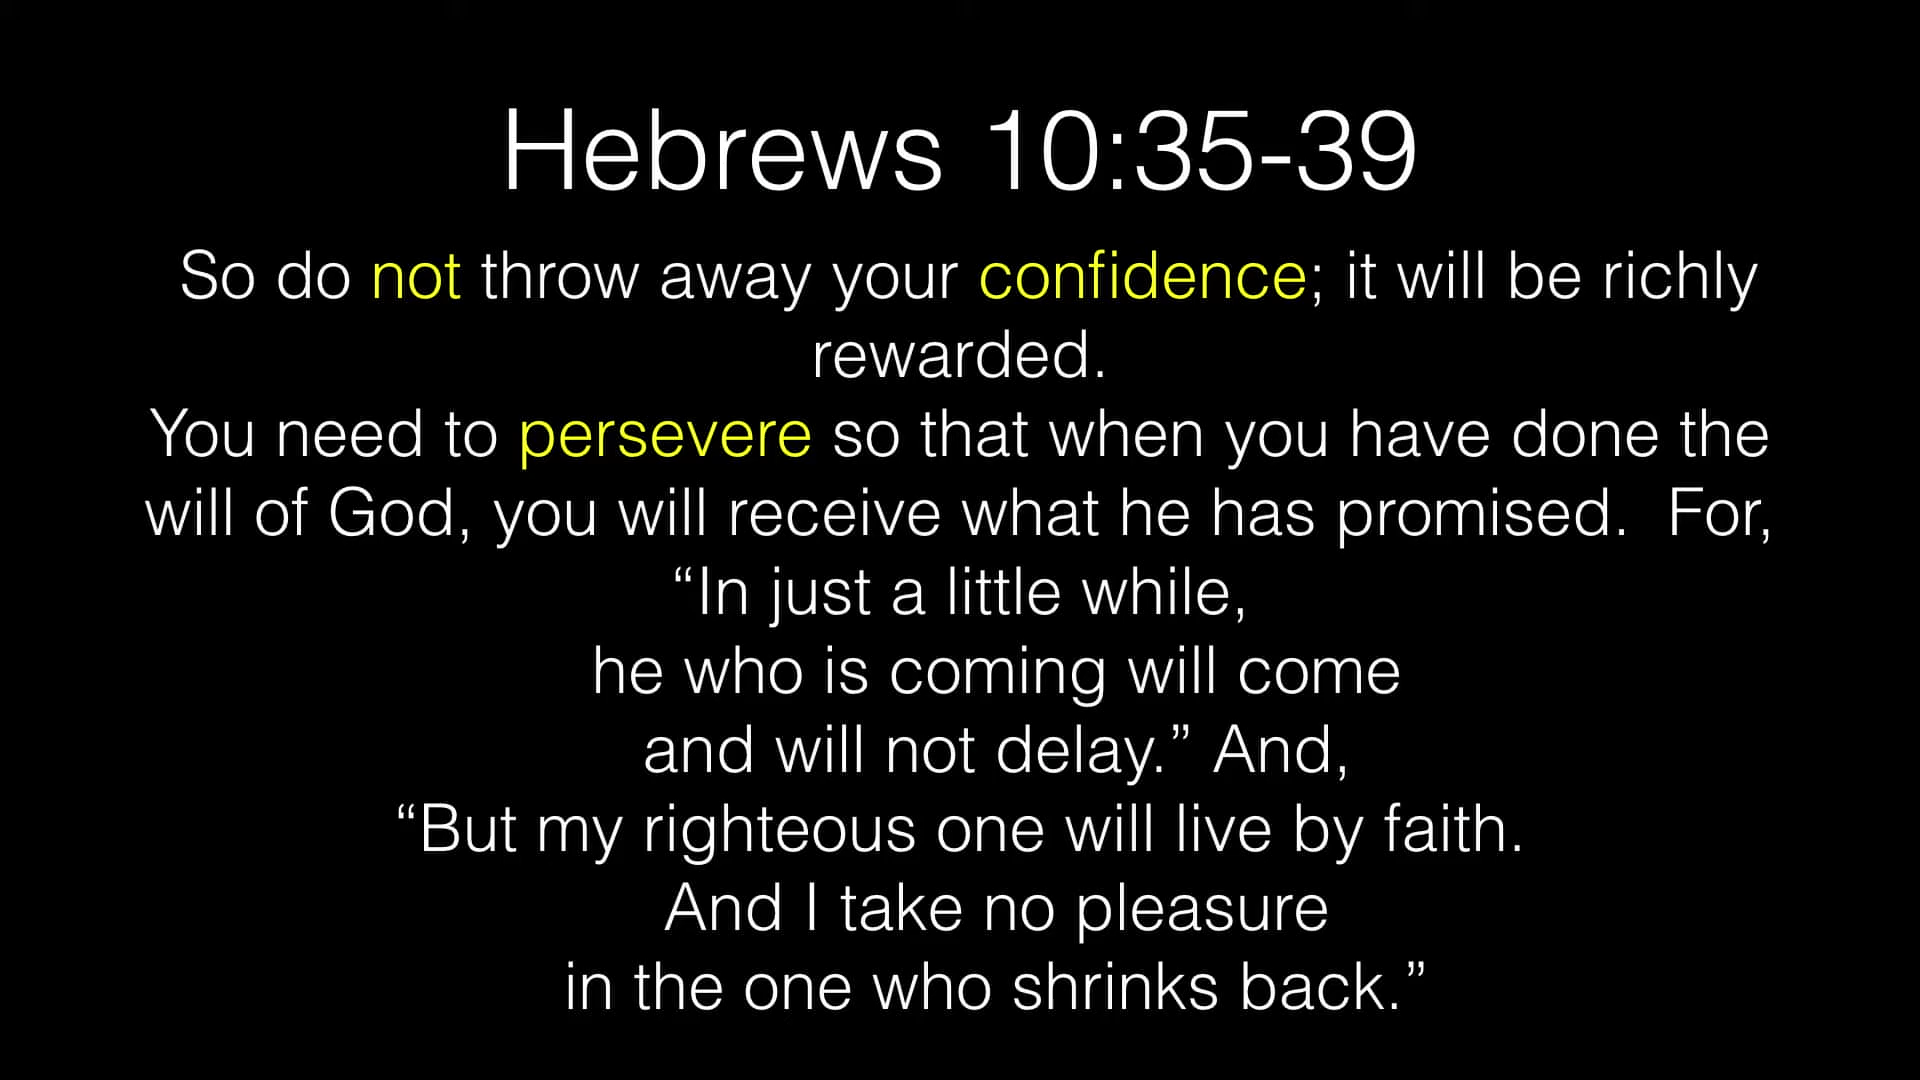 Hebrews 10:35-39
So do not throw away your confidence; it will be richly
rewarded.
You need to persevere so that when you have done the
will of God, you will receive what he has promised.  For,
“In just a little while,
he who is coming will come
and will not delay.” And,
“But my righteous one will live by faith.
And I take no pleasure
in the one who shrinks back.”